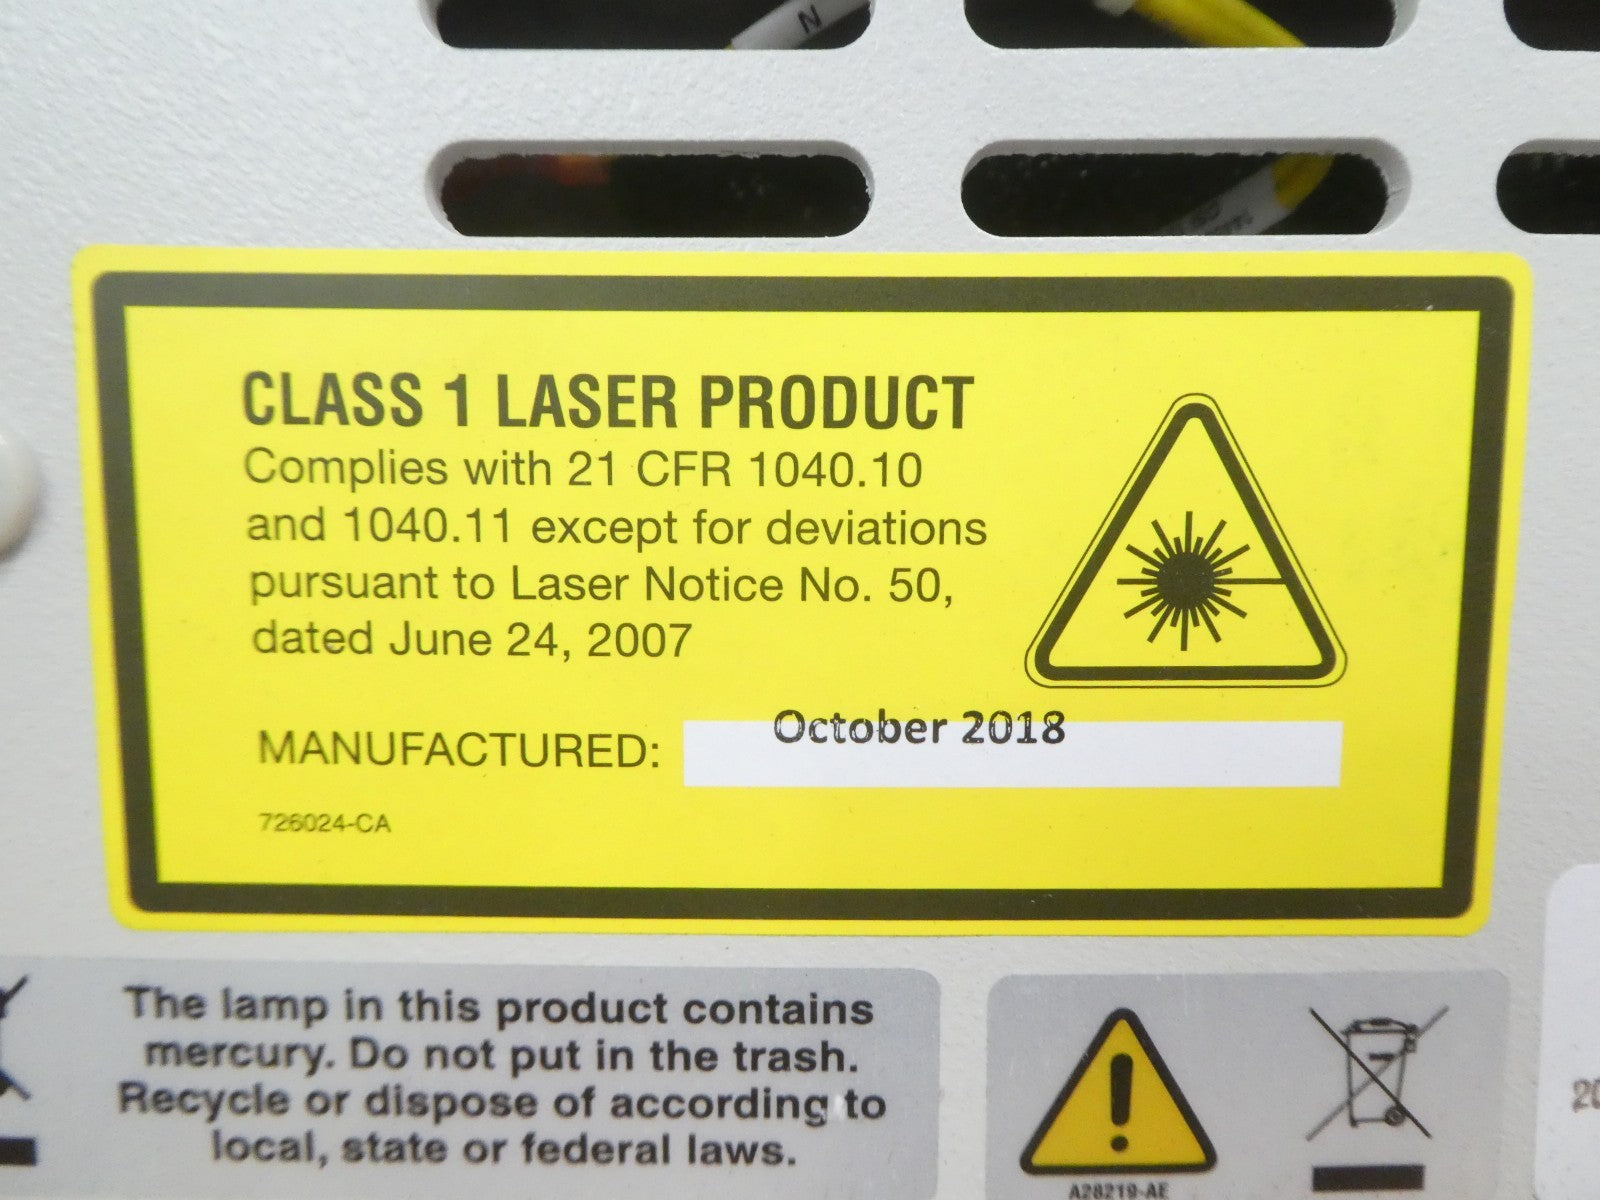 N
CLASS 1 LASER PRODUCT
Complies with 21 CFR 1040.10
and 1040.11 except for deviations
pursuant to Laser Notice No. 50,
dated June 24, 2007
MANUFACTURED: October 2018
726024-CA
The lamp in this product contains
mercury. Do not put in the trash.
Recycle or dispose of according to
local, state or federal laws.
!
A28219-AE
20